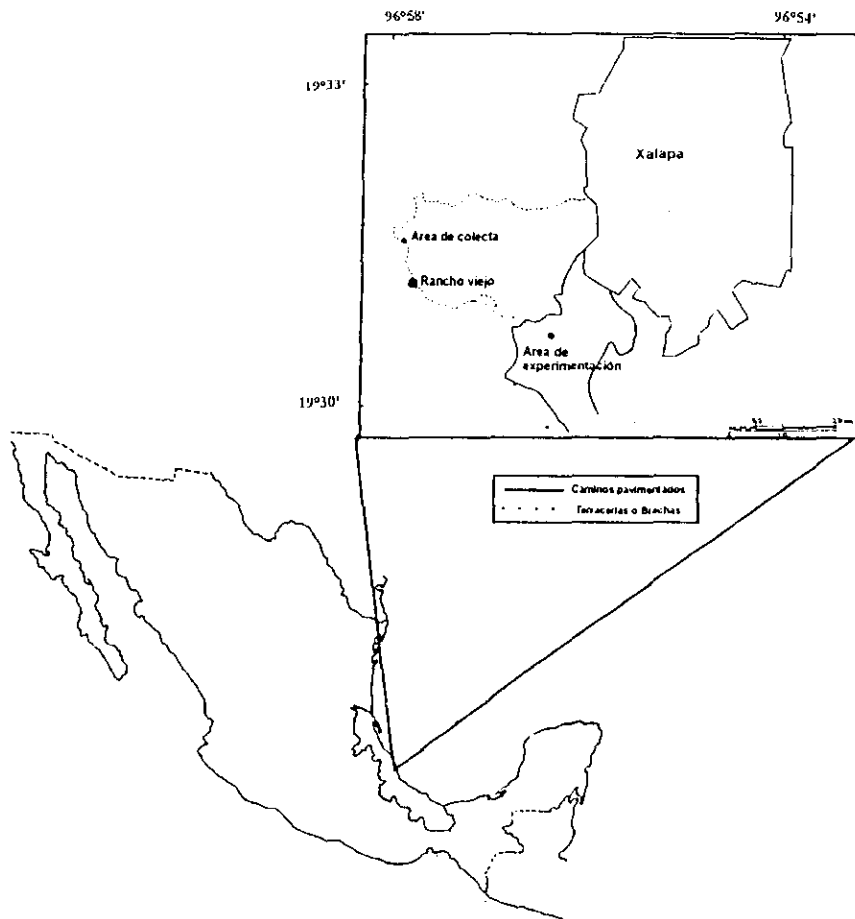 96°58'
96°54'
19°33'
Xalapa
Area de colecta
Rancho viejo
Area de
experimentación
19°30'
Caminos pavimentados
Terracerías o Brechas